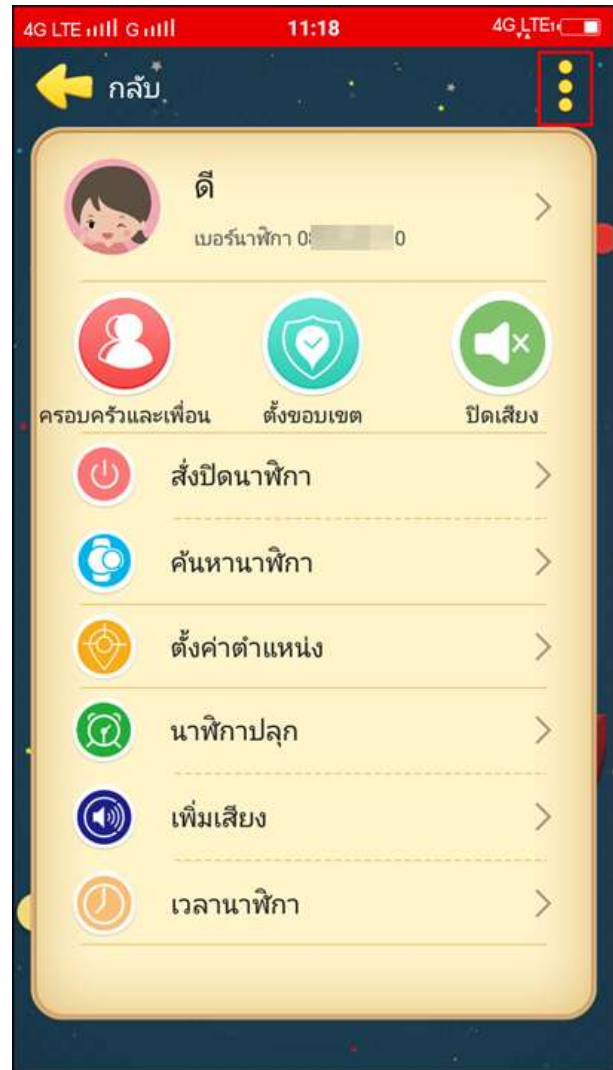 4G LTE G 11:18 4G LTE
กลับ
ดี
เบอร์นาฬิกา 0 0
ครอบครัวและเพื่อน ตั้งขอบเขต ปิดเสียง
สั่งปิดนาฬิกา
ค้นหานาฬิกา
ตั้งค่าตำแหน่ง
นาฬิกาปลุก
เพิ่มเสียง
เวลานาฬิกา